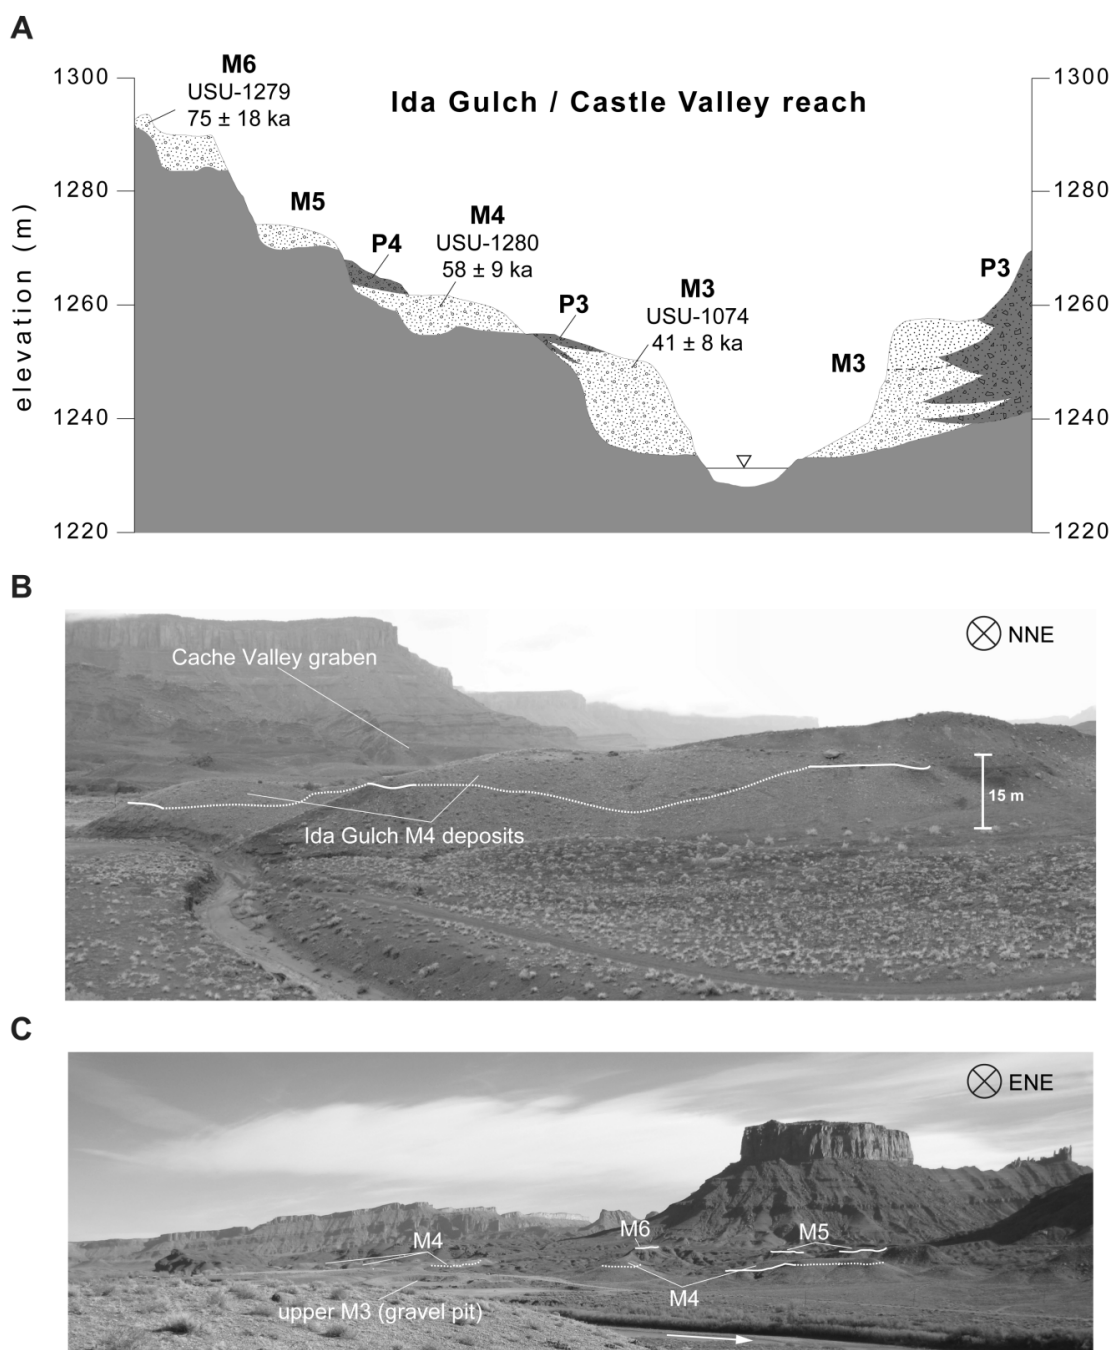 A
M6
USU-1279
75 ± 18 ka
Ida Gulch / Castle Valley reach
1300
1280
1260
1240
1220
elevation (m)
1300
1280
1260
1240
1220
M5
P4
M4
USU-1280
58 ± 9 ka
P3
M3
USU-1074
41 ± 8 ka
M3
P3
B
NNE
Cache Valley graben
15 m
Ida Gulch M4 deposits
C
ENE
M4
M6
M5
M4
upper M3 (gravel pit)